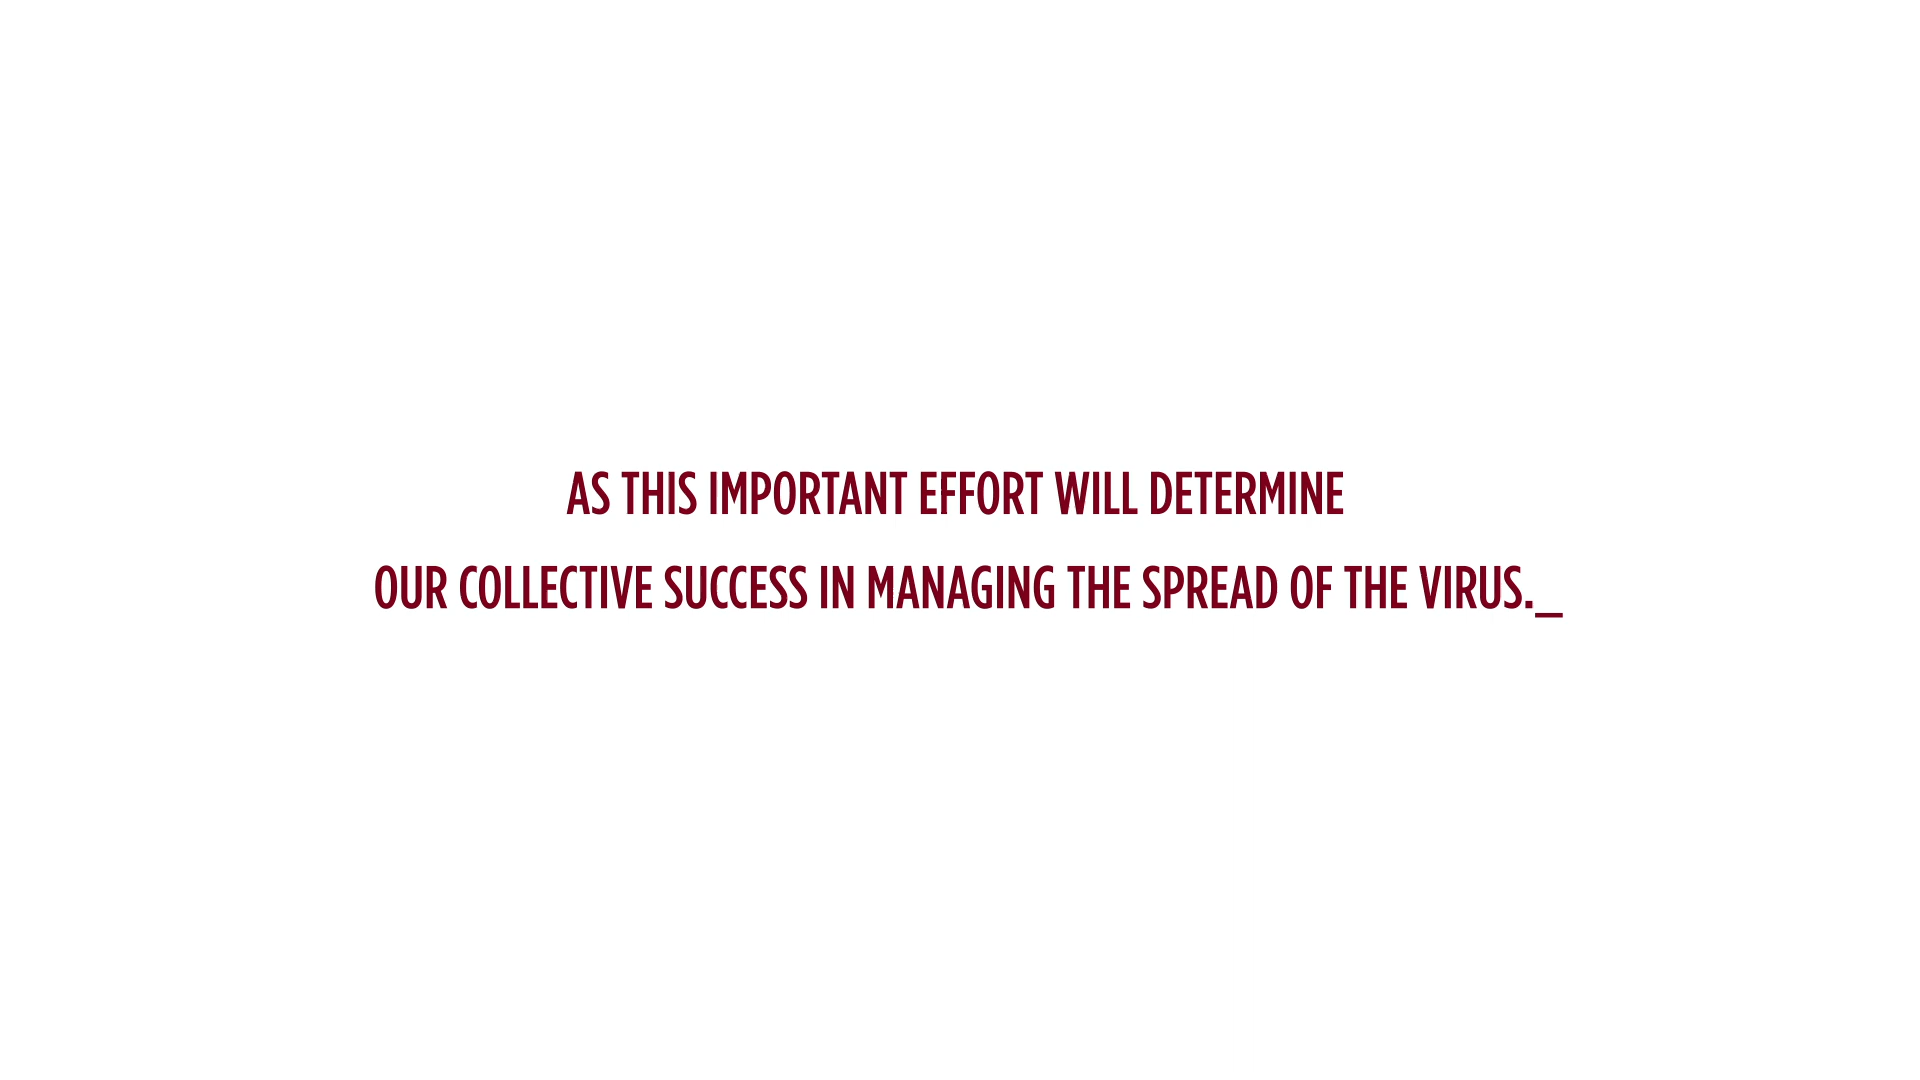 AS THIS IMPORTANT EFFORT WILL DETERMINE
OUR COLLECTIVE SUCCESS IN MANAGING THE SPREAD OF THE VIRUS._